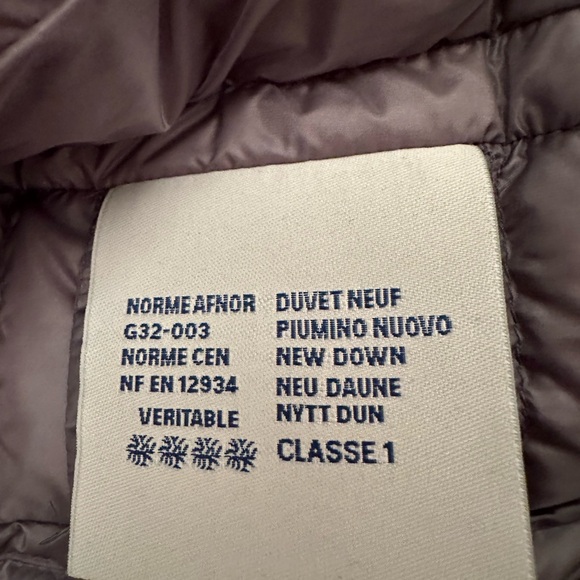 NORME AFNOR
G32-003
NORME CEN
NF EN 12934
VERITABLE
DUVET NEUF
PIUMINO NUOVO
NEW DOWN
NEU DAUNE
NYTT DUN
CLASSE 1